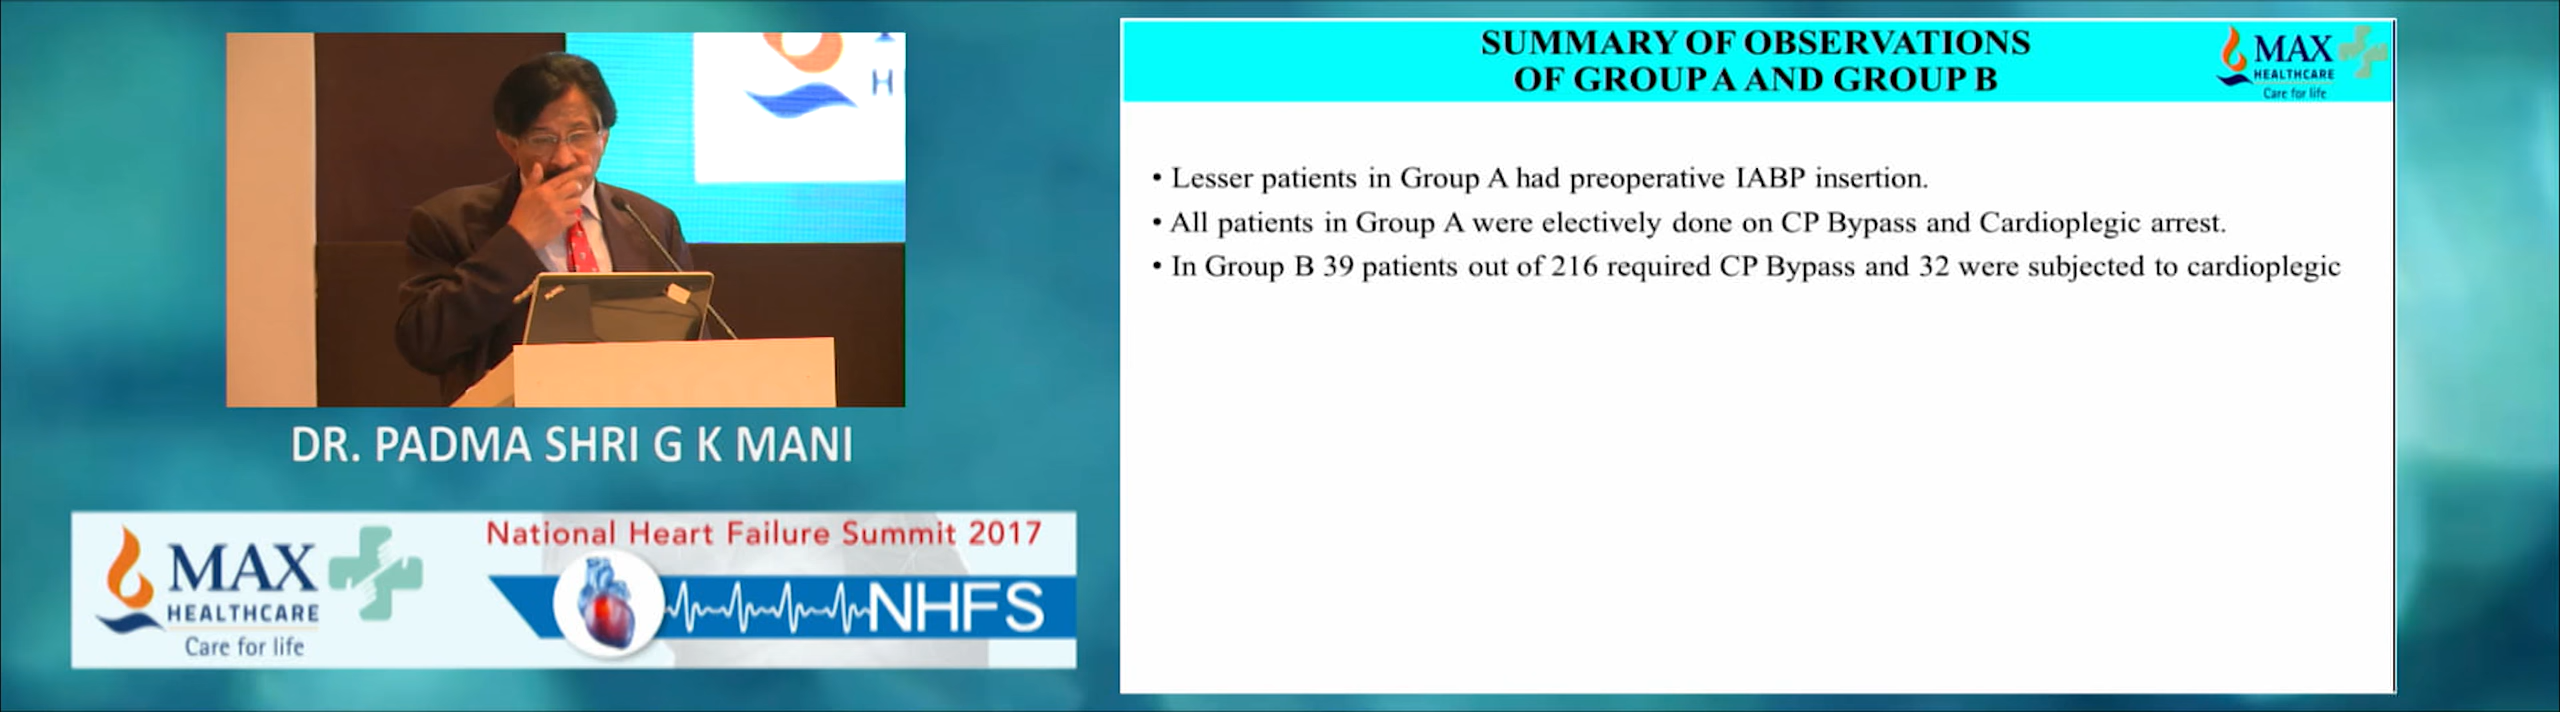 H
DR. PADMA SHRI G K MANI
MAX
HEALTHCARE
Care for life
National Heart Failure Summit 2017
NHFS
SUMMARY OF OBSERVATIONS
OF GROUP A AND GROUP B
MAX
HEALTHCARE
Care for life
• Lesser patients in Group A had preoperative IABP insertion.
• All patients in Group A were electively done on CP Bypass and Cardioplegic arrest.
• In Group B 39 patients out of 216 required CP Bypass and 32 were subjected to cardioplegic